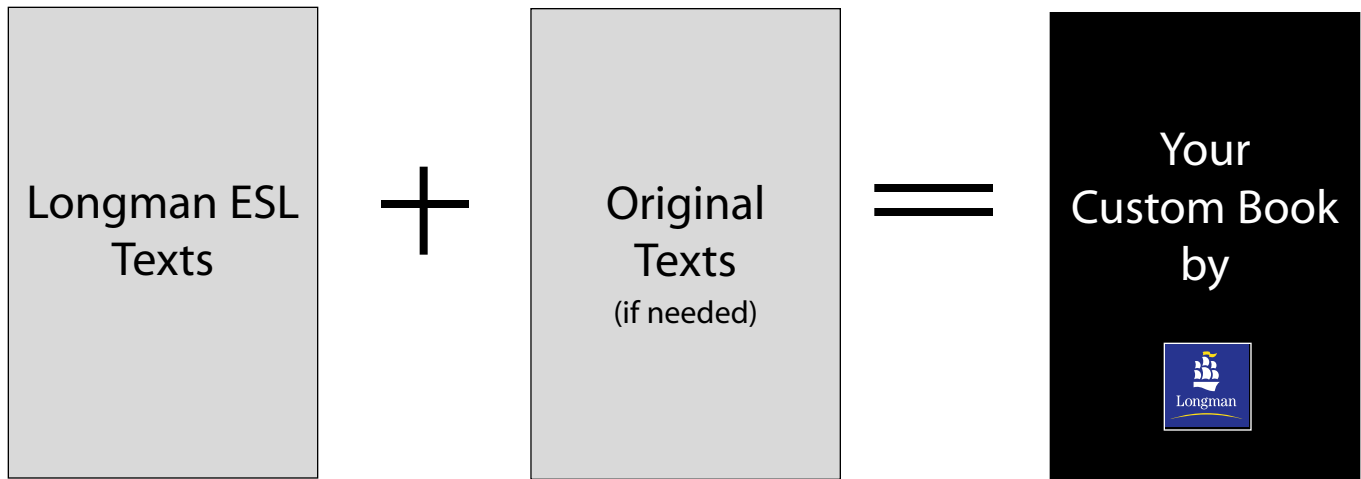 Longman ESL
Texts
+
Original
Texts
(if needed)
=
Your
Custom Book
by
Longman